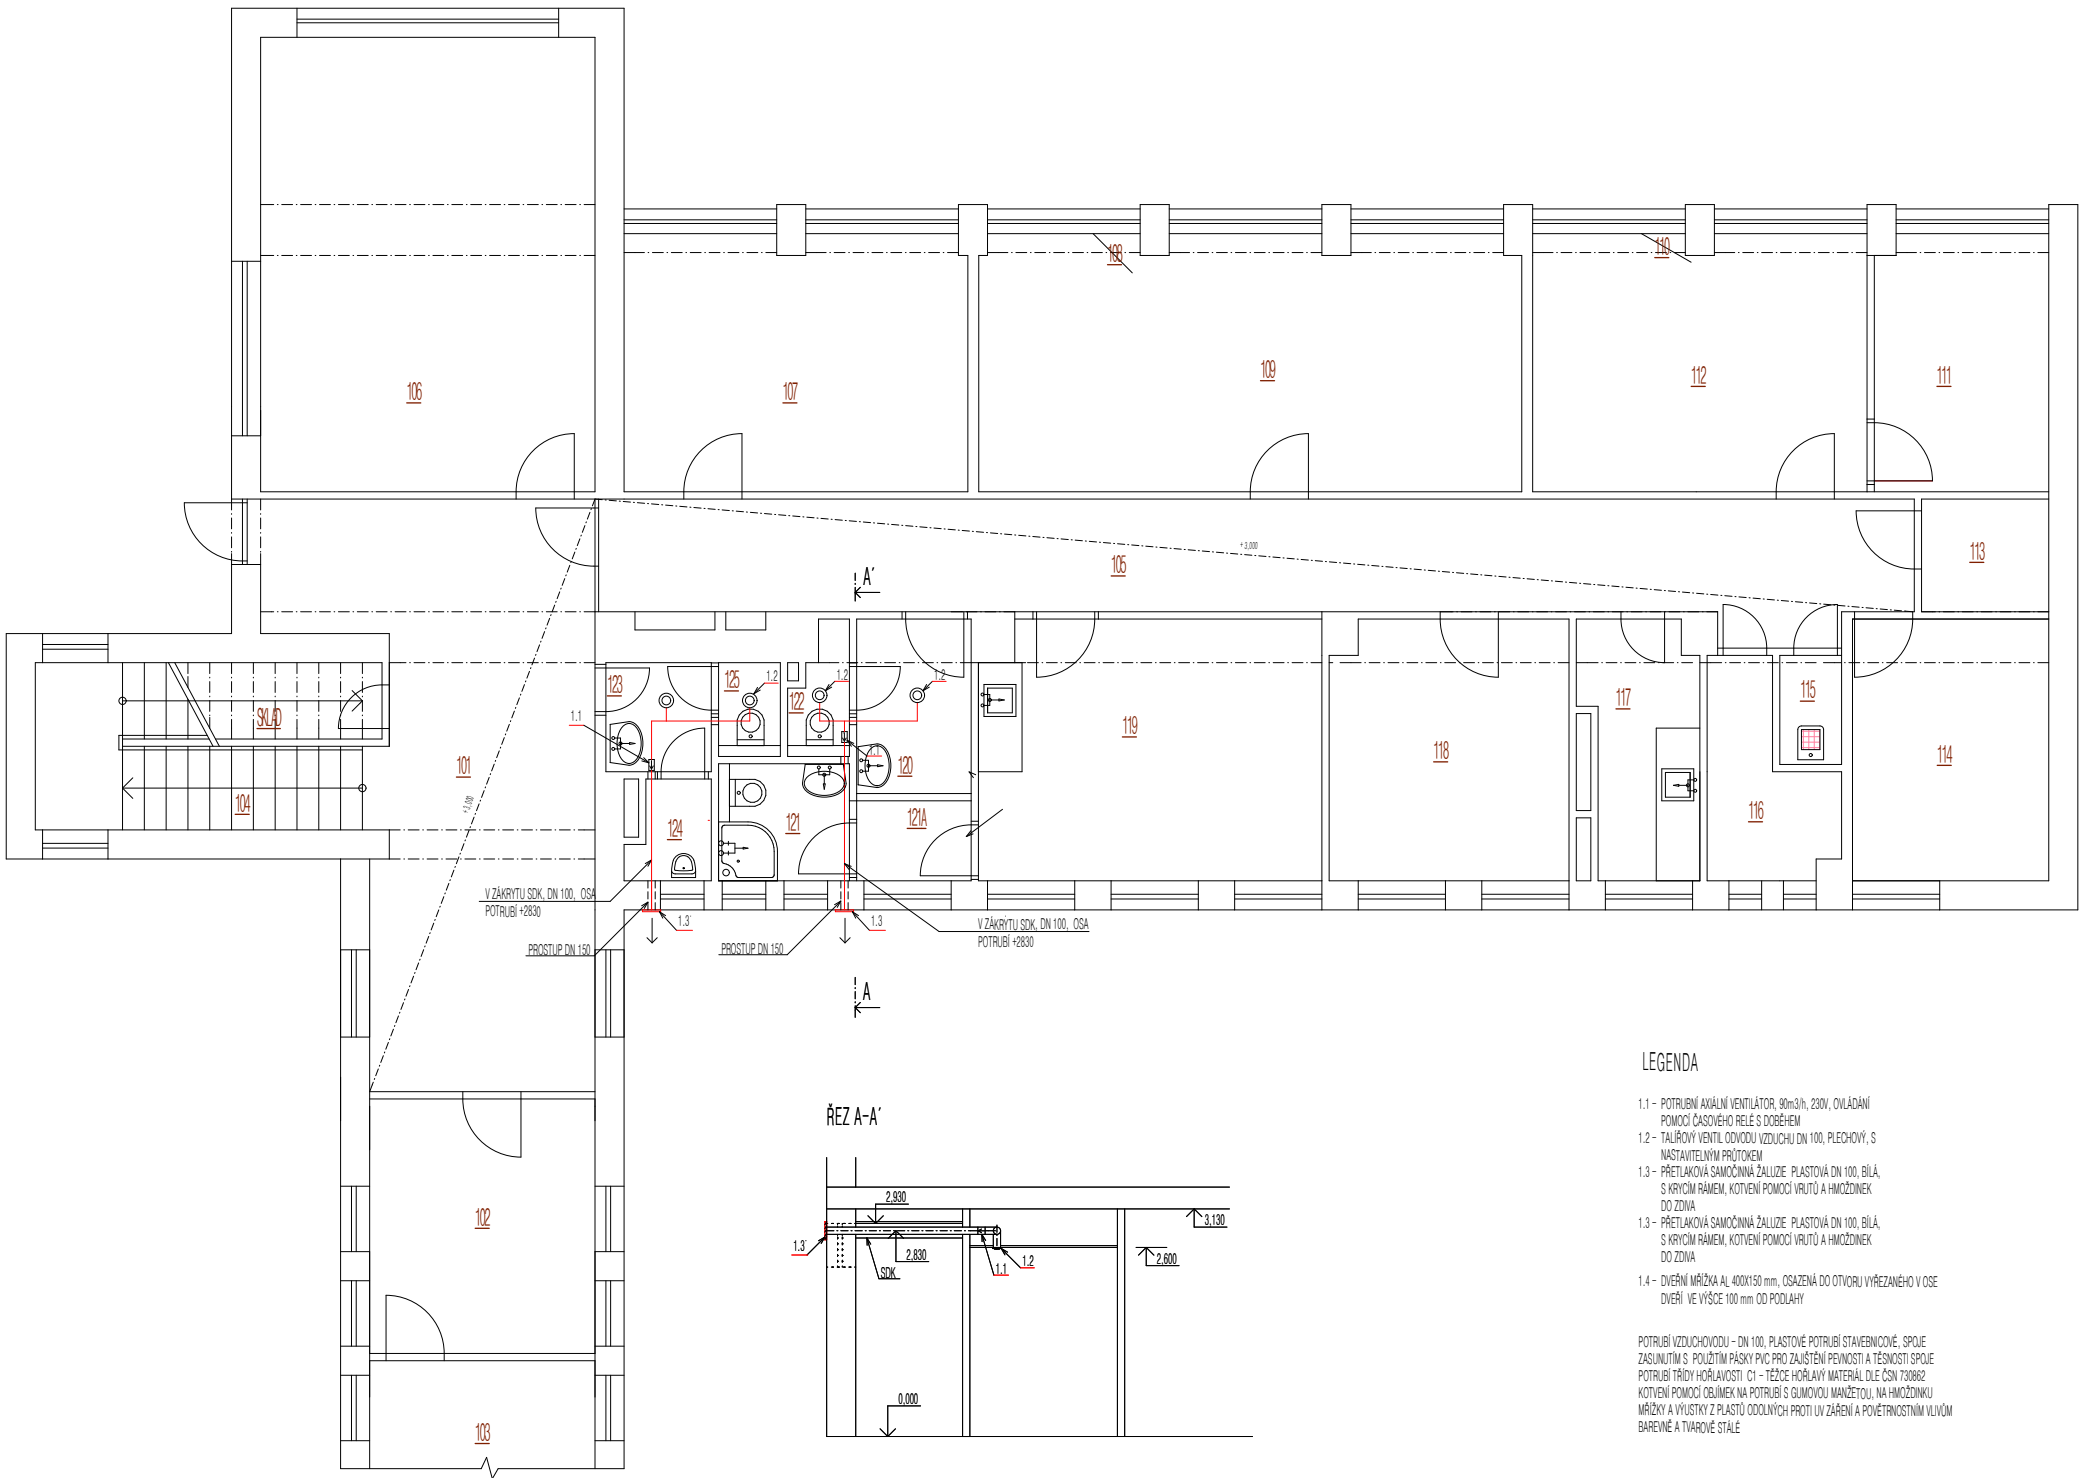 108
110
106
107
109
112
111
+3,000
105
113
A´
123
125
1.2
122
1.2
1.2
115
117
1.1
SKLAD
119
118
114
1.1
120
101
104
+3,000
124
121
121A
116
V ZÁKRYTU SDK, DN 100, OSA
POTRUBÍ +2830
1.3´
1.3
V ZÁKRYTU SDK, DN 100, OSA
POTRUBÍ +2830
PROSTUP DN 150
PROSTUP DN 150
A
102
103
ŘEZ A-A´
2,930
3,130
1.3´
2,830
1.2
2,600
SDK
1.1
0,000
LEGENDA
1.1 - POTRUBNÍ AXIÁLNÍ VENTILÁTOR, 90m3/h, 230V, OVLÁDÁNÍ
POMOCÍ ČASOVÉHO RELÉ S DOBĚHEM
1.2 - TALÍŘOVÝ VENTIL ODVODU VZDUCHU DN 100, PLECHOVÝ, S
NASTAVITELNÝM PRŮTOKEM
1.3 - PŘETLAKOVÁ SAMOČINNÁ ŽALUZIE PLASTOVÁ DN 100, BÍLÁ,
S KRYCÍM RÁMEM, KOTVENÍ POMOCÍ VRUTŮ A HMOŽDINEK
DO ZDIVA
1.3 - PŘETLAKOVÁ SAMOČINNÁ ŽALUZIE PLASTOVÁ DN 100, BÍLÁ,
S KRYCÍM RÁMEM, KOTVENÍ POMOCÍ VRUTŮ A HMOŽDINEK
DO ZDIVA
1.4 - DVEŘNÍ MŘÍŽKA AL 400X150 mm, OSAZENÁ DO OTVORU VYŘEZANÉHO V OSE
DVEŘÍ VE VÝŠCE 100 mm OD PODLAHY
POTRUBÍ VZDUCHOVODU - DN 100, PLASTOVÉ POTRUBÍ STAVEBNICOVÉ, SPOJE
ZASUNUTÍM S POUŽITÍM PÁSKY PVC PRO ZAJIŠTĚNÍ PEVNOSTI A TĚSNOSTI SPOJE
POTRUBÍ TŘÍDY HOŘLAVOSTI C1 - TĚŽCE HOŘLAVÝ MATERIÁL DLE ČSN 730862
KOTVENÍ POMOCÍ OBJÍMEK NA POTRUBÍ S GUMOVOU MANŽETOU, NA HMOŽDINKU
MŘÍŽKY A VÝUSTKY Z PLASTŮ ODOLNÝCH PROTI UV ZÁŘENÍ A POVĚTRNOSTNÍM VLIVŮM
BAREVNĚ A TVAROVĚ STÁLÉ